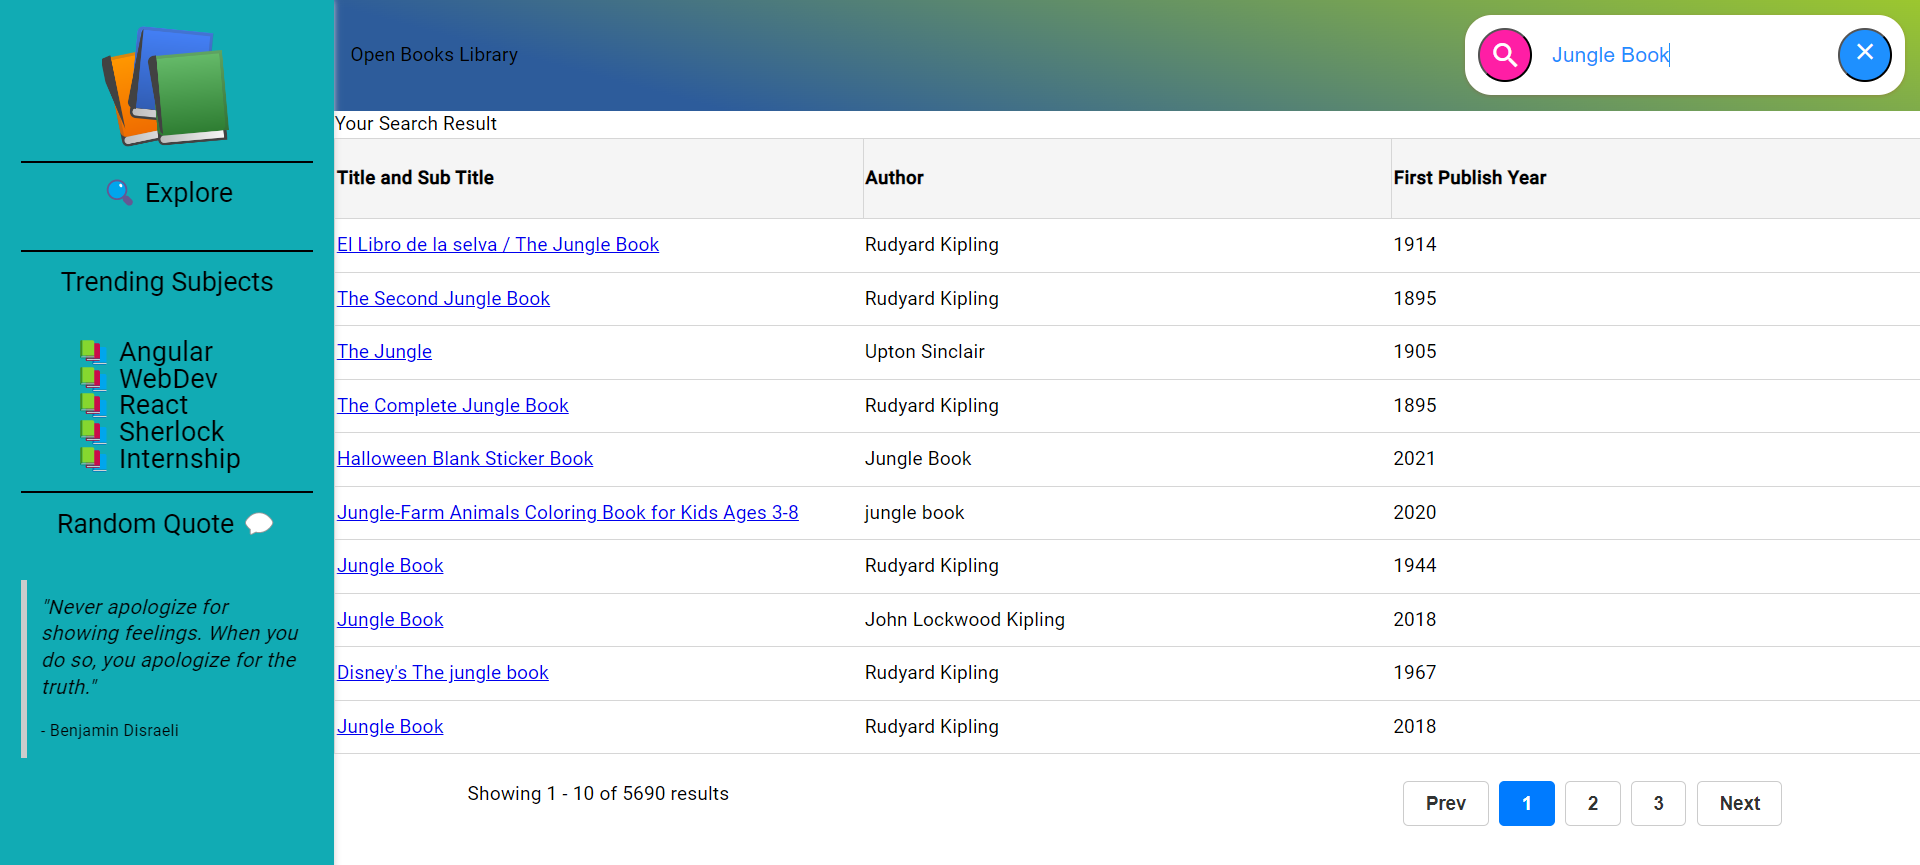 Explore
Trending Subjects
Angular
WebDev
React
Sherlock
Internship
Random Quote
"Never apologize for
showing feelings. When you
do so, you apologize for the
truth."
- Benjamin Disraeli
Open Books Library
Jungle Book
Your Search Result
Title and Sub Title Author First Publish Year
El Libro de la selva / The Jungle Book Rudyard Kipling 1914
The Second Jungle Book Rudyard Kipling 1895
The Jungle Upton Sinclair 1905
The Complete Jungle Book Rudyard Kipling 1895
Halloween Blank Sticker Book Jungle Book 2021
Jungle-Farm Animals Coloring Book for Kids Ages 3-8 jungle book 2020
Jungle Book Rudyard Kipling 1944
Jungle Book John Lockwood Kipling 2018
Disney's The jungle book Rudyard Kipling 1967
Jungle Book Rudyard Kipling 2018
Showing 1 - 10 of 5690 results
Prev 1 2 3 Next